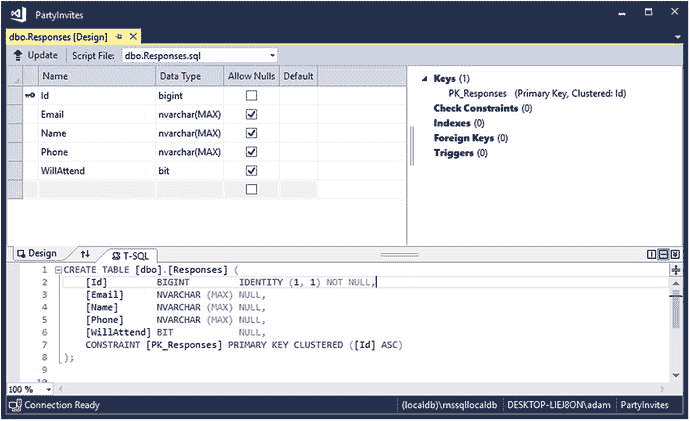 PartyInvites
dbo.Responses [Design]
Update Script File: dbo.Responses.sql
Name Data Type Allow Nulls Default
Id bigint
Email nvarchar(MAX)
Name nvarchar(MAX)
Phone nvarchar(MAX)
WillAttend bit
Keys (1)
PK_Responses (Primary Key, Clustered: Id)
Check Constraints (0)
Indexes (0)
Foreign Keys (0)
Triggers (0)
Design T-SQL
1 CREATE TABLE [dbo].[Responses] (
2 [Id] BIGINT IDENTITY (1, 1) NOT NULL,
3 [Email] NVARCHAR (MAX) NULL,
4 [Name] NVARCHAR (MAX) NULL,
5 [Phone] NVARCHAR (MAX) NULL,
6 [WillAttend] BIT NULL,
7 CONSTRAINT [PK_Responses] PRIMARY KEY CLUSTERED ([Id] ASC)
8 );
9
10
100 %
Connection Ready (localdb)\mssqllocaldb DESKTOP-LIEJ8ON\adam PartyInvites